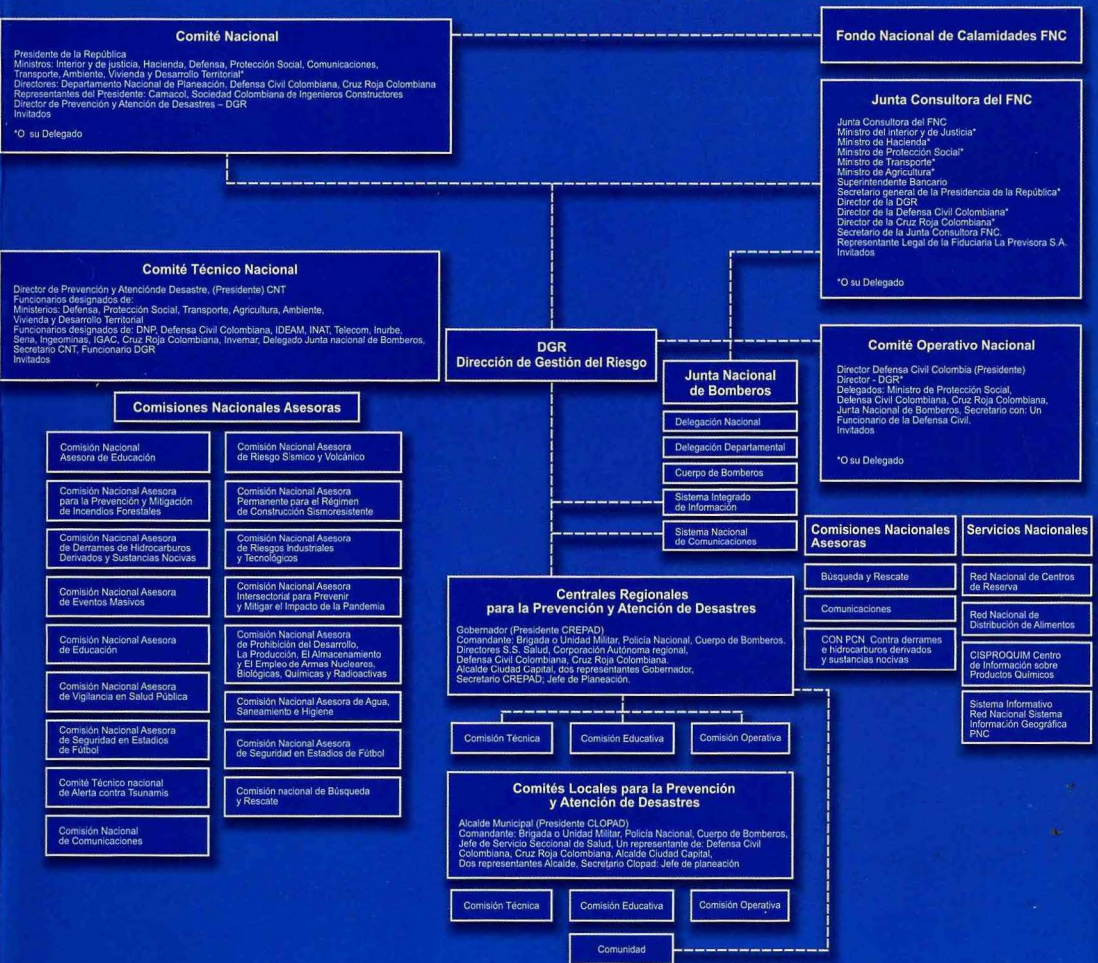 Comité Nacional
Presidente de la República
Ministros: Interior y de justicia, Hacienda, Defensa, Protección Social, Comunicaciones,
Transporte, Ambiente, Vivienda y Desarrollo Territorial*
Directores: Departamento Nacional de Planeación, Defensa Civil Colombiana, Cruz Roja Colombiana
Representantes del Presidente: Camacol, Sociedad Colombiana de Ingenieros Constructores
Director de Prevención y Atención de Desastres – DGR
Invitados
*O su Delegado
Fondo Nacional de Calamidades FNC
Junta Consultora del FNC
Junta Consultora del FNC
Ministro del interior y de Justicia*
Ministro de Hacienda*
Ministro de Protección Social*
Ministro de Transporte*
Ministro de Agricultura*
Superintendente Bancario
Secretario general de la Presidencia de la República*
Director de la DGR
Director de la Defensa Civil Colombiana*
Director de la Cruz Roja Colombiana*
Secretario de la Junta Consultora FNC.
Representante Legal de la Fiduciaria La Previsora S.A.
Invitados
*O su Delegado
Comité Técnico Nacional
Director de Prevención y Atenciónde Desastre, (Presidente) CNT
Funcionarios designados de:
Ministerios: Defensa, Protección Social, Transporte, Agricultura, Ambiente,
Vivienda y Desarrollo Territorial
Funcionarios designados de: DNP, Defensa Civil Colombiana, IDEAM, INAT, Telecom, Inurbe,
Sena, Ingeominas, IGAC, Cruz Roja Colombiana, Invemar, Delegado Junta nacional de Bomberos,
Secretario CNT, Funcionario DGR
Invitados
DGR
Dirección de Gestión del Riesgo
Junta Nacional
de Bomberos
Delegación Nacional
Delegación Departamental
Cuerpo de Bomberos
Sistema Integrado
de Información
Sistema Nacional
de Comunicaciones
Comité Operativo Nacional
Director Defensa Civil Colombia (Presidente)
Director - DGR*
Delegados: Ministro de Protección Social,
Defensa Civil Colombiana, Cruz Roja Colombiana,
Junta Nacional de Bomberos, Secretario con: Un
Funcionario de la Defensa Civil.
Invitados
*O su Delegado
Comisiones Nacionales Asesoras
Comisión Nacional
Asesora de Educación
Comisión Nacional Asesora
para la Prevención y Mitigación
de Incendios Forestales
Comisión Nacional Asesora
de Derrames de Hidrocarburos
Derivados y Sustancias Nocivas
Comisión Nacional Asesora
de Eventos Masivos
Comisión Nacional Asesora
de Educación
Comisión Nacional Asesora
de Vigilancia en Salud Pública
Comisión Nacional Asesora
de Seguridad en Estadios
de Fútbol
Comité Técnico nacional
de Alerta contra Tsunamis
Comisión Nacional
de Comunicaciones
Comisión Nacional Asesora
de Riesgo Sísmico y Volcánico
Comisión Nacional Asesora
Permanente para el Régimen
de Construcción Sismoresistente
Comisión Nacional Asesora
de Riesgos Industriales
y Tecnológicos
Comisión Nacional Asesora
Intersectorial para Prevenir
y Mitigar el Impacto de la Pandemia
Comisión Nacional Asesora
de Prohibición del Desarrollo,
La Producción, El Almacenamiento
y El Empleo de Armas Nucleares,
Biológicas, Químicas y Radioactivas
Comisión Nacional Asesora de Agua,
Saneamiento e Higiene
Comisión Nacional Asesora
de Seguridad en Estadios de Fútbol
Comisión nacional de Búsqueda
y Rescate
Comisiones Nacionales
Asesoras
Búsqueda y Rescate
Comunicaciones
CON PCN Contra derrames
e hidrocarburos derivados
y sustancias nocivas
Servicios Nacionales
Red Nacional de Centros
de Reserva
Red Nacional de
Distribución de Alimentos
CISPROQUIM Centro
de Información sobre
Productos Químicos
Sistema Informativo
Red Nacional Sistema
Información Geográfica
PNC
Centrales Regionales
para la Prevención y Atención de Desastres
Gobernador (Presidente CREPAD)
Comandante: Brigada o Unidad Militar, Policía Nacional, Cuerpo de Bomberos.
Directores S.S. Salud, Corporación Autónoma regional,
Defensa Civil Colombiana, Cruz Roja Colombiana.
Alcalde Ciudad Capital, dos representantes Gobernador,
Secretario CREPAD; Jefe de Planeación.
Comisión Técnica
Comisión Educativa
Comisión Operativa
Comités Locales para la Prevención
y Atención de Desastres
Alcalde Municipal (Presidente CLOPAD)
Comandante: Brigada o Unidad Militar, Policía Nacional, Cuerpo de Bomberos,
Jefe de Servicio Seccional de Salud, Un representante de: Defensa Civil
Colombiana, Cruz Roja Colombiana, Alcalde Ciudad Capital,
Dos representantes Alcalde, Secretario Clopad: Jefe de planeación
Comisión Técnica
Comisión Educativa
Comisión Operativa
Comunidad